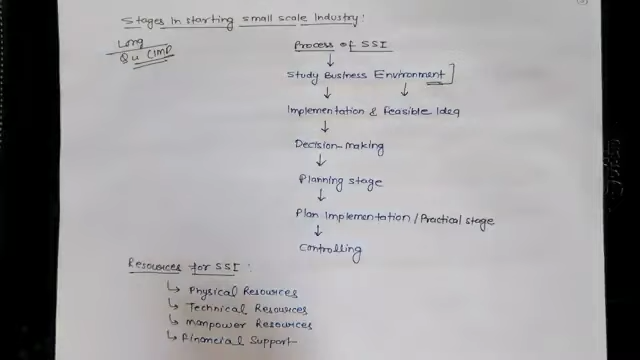 Stages in starting small scale Industry:
Long
Qu (IMP)
Process of SSI
↓
Study Business Environment
↓ ↓
Implementation & Feasible Idea
↓
Decision-making
↓
Planning stage
↓
Plan Implementation / Practical stage
↓
Controlling
Resources for SSI:
↳ Physical Resources
↳ Technical Resources
↳ Manpower Resources
↳ Financial Support